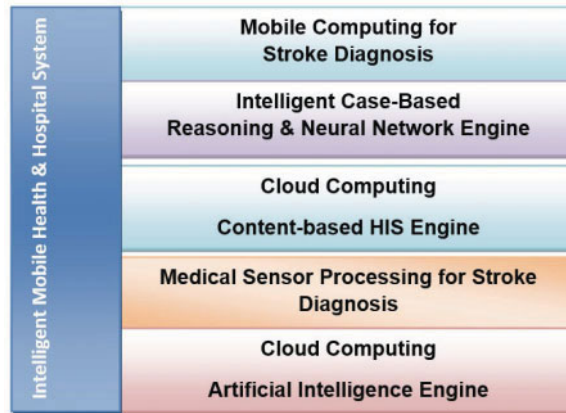 Intelligent Mobile Health & Hospital System
Mobile Computing for
Stroke Diagnosis
Intelligent Case-Based
Reasoning & Neural Network Engine
Cloud Computing
Content-based HIS Engine
Medical Sensor Processing for Stroke
Diagnosis
Cloud Computing
Artificial Intelligence Engine